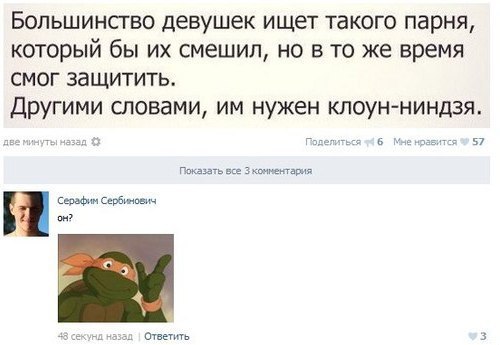 Большинство девушек ищет такого парня,
который бы их смешил, но в то же время
смог защитить.
Другими словами, им нужен клоун-ниндзя.
две минуты назад Поделиться 6 Мне нравится 57
Показать все 3 комментария
Серафим Сербинович
он?
48 секунд назад | Ответить 3